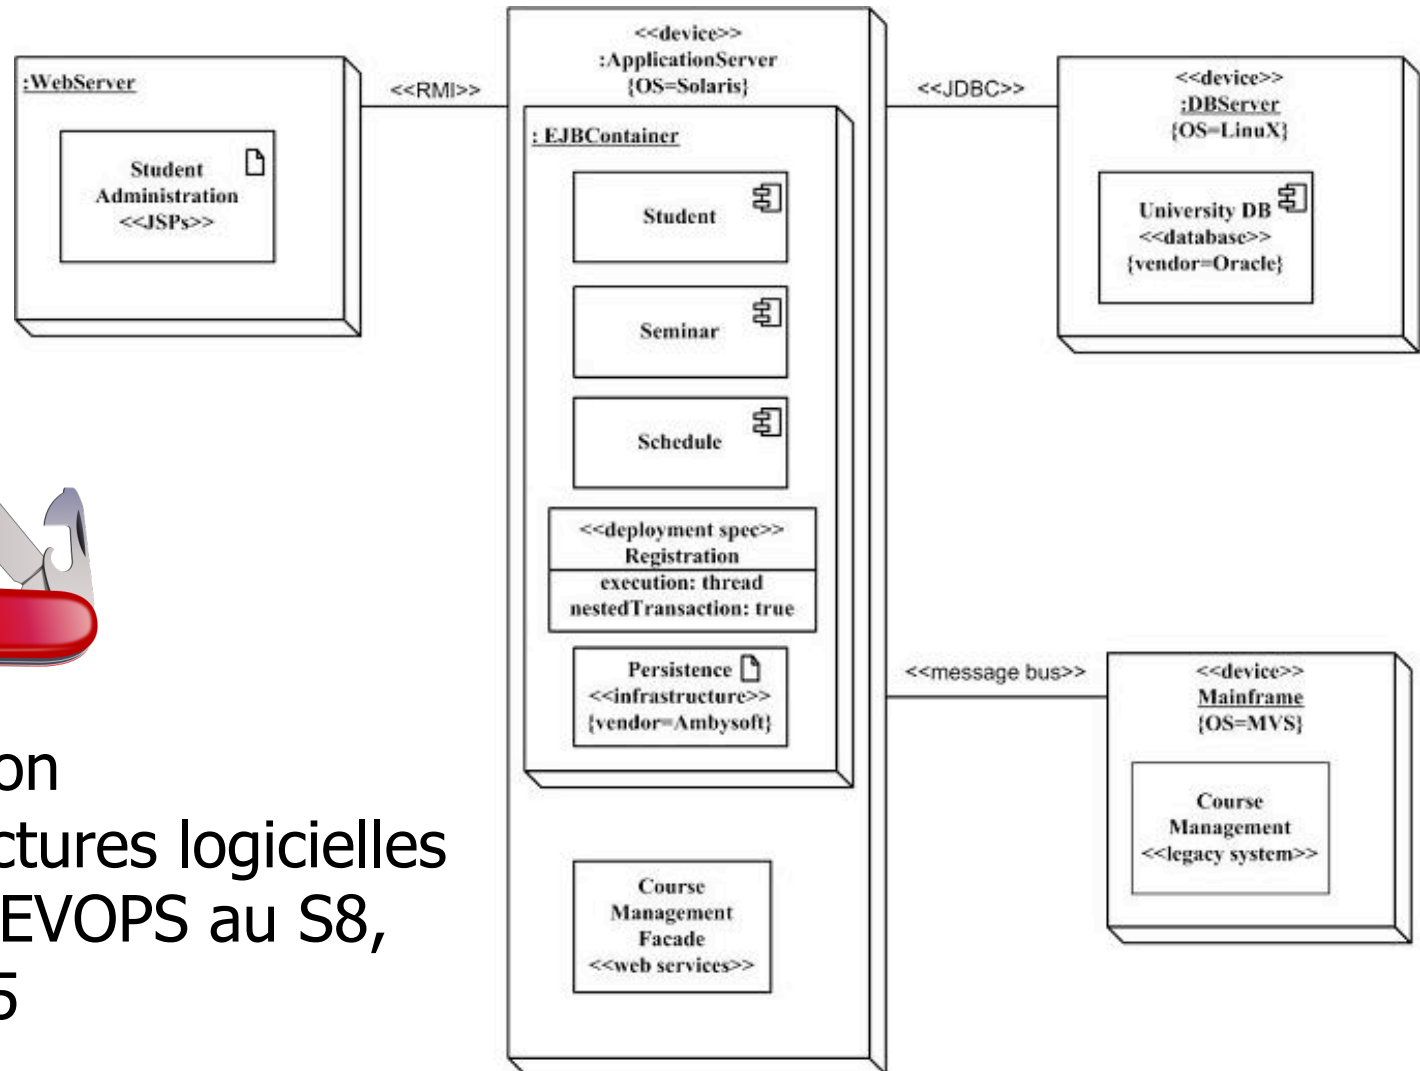 :WebServer
Student
Administration
<<JSPs>>
<<RMI>>
<<device>>
:ApplicationServer
{OS=Solaris}
: EJBContainer
Student
Seminar
Schedule
<<deployment spec>>
Registration
execution: thread
nestedTransaction: true
Persistence
<<infrastructure>>
{vendor=Ambysoft}
Course
Management
Facade
<<web services>>
<<JDBC>>
<<device>>
:DBServer
{OS=LinuX}
University DB
<<database>>
{vendor=Oracle}
<<message bus>>
<<device>>
Mainframe
{OS=MVS}
Course
Management
<<legacy system>>
on
ctures logicielles
EVOPS au S8,
5